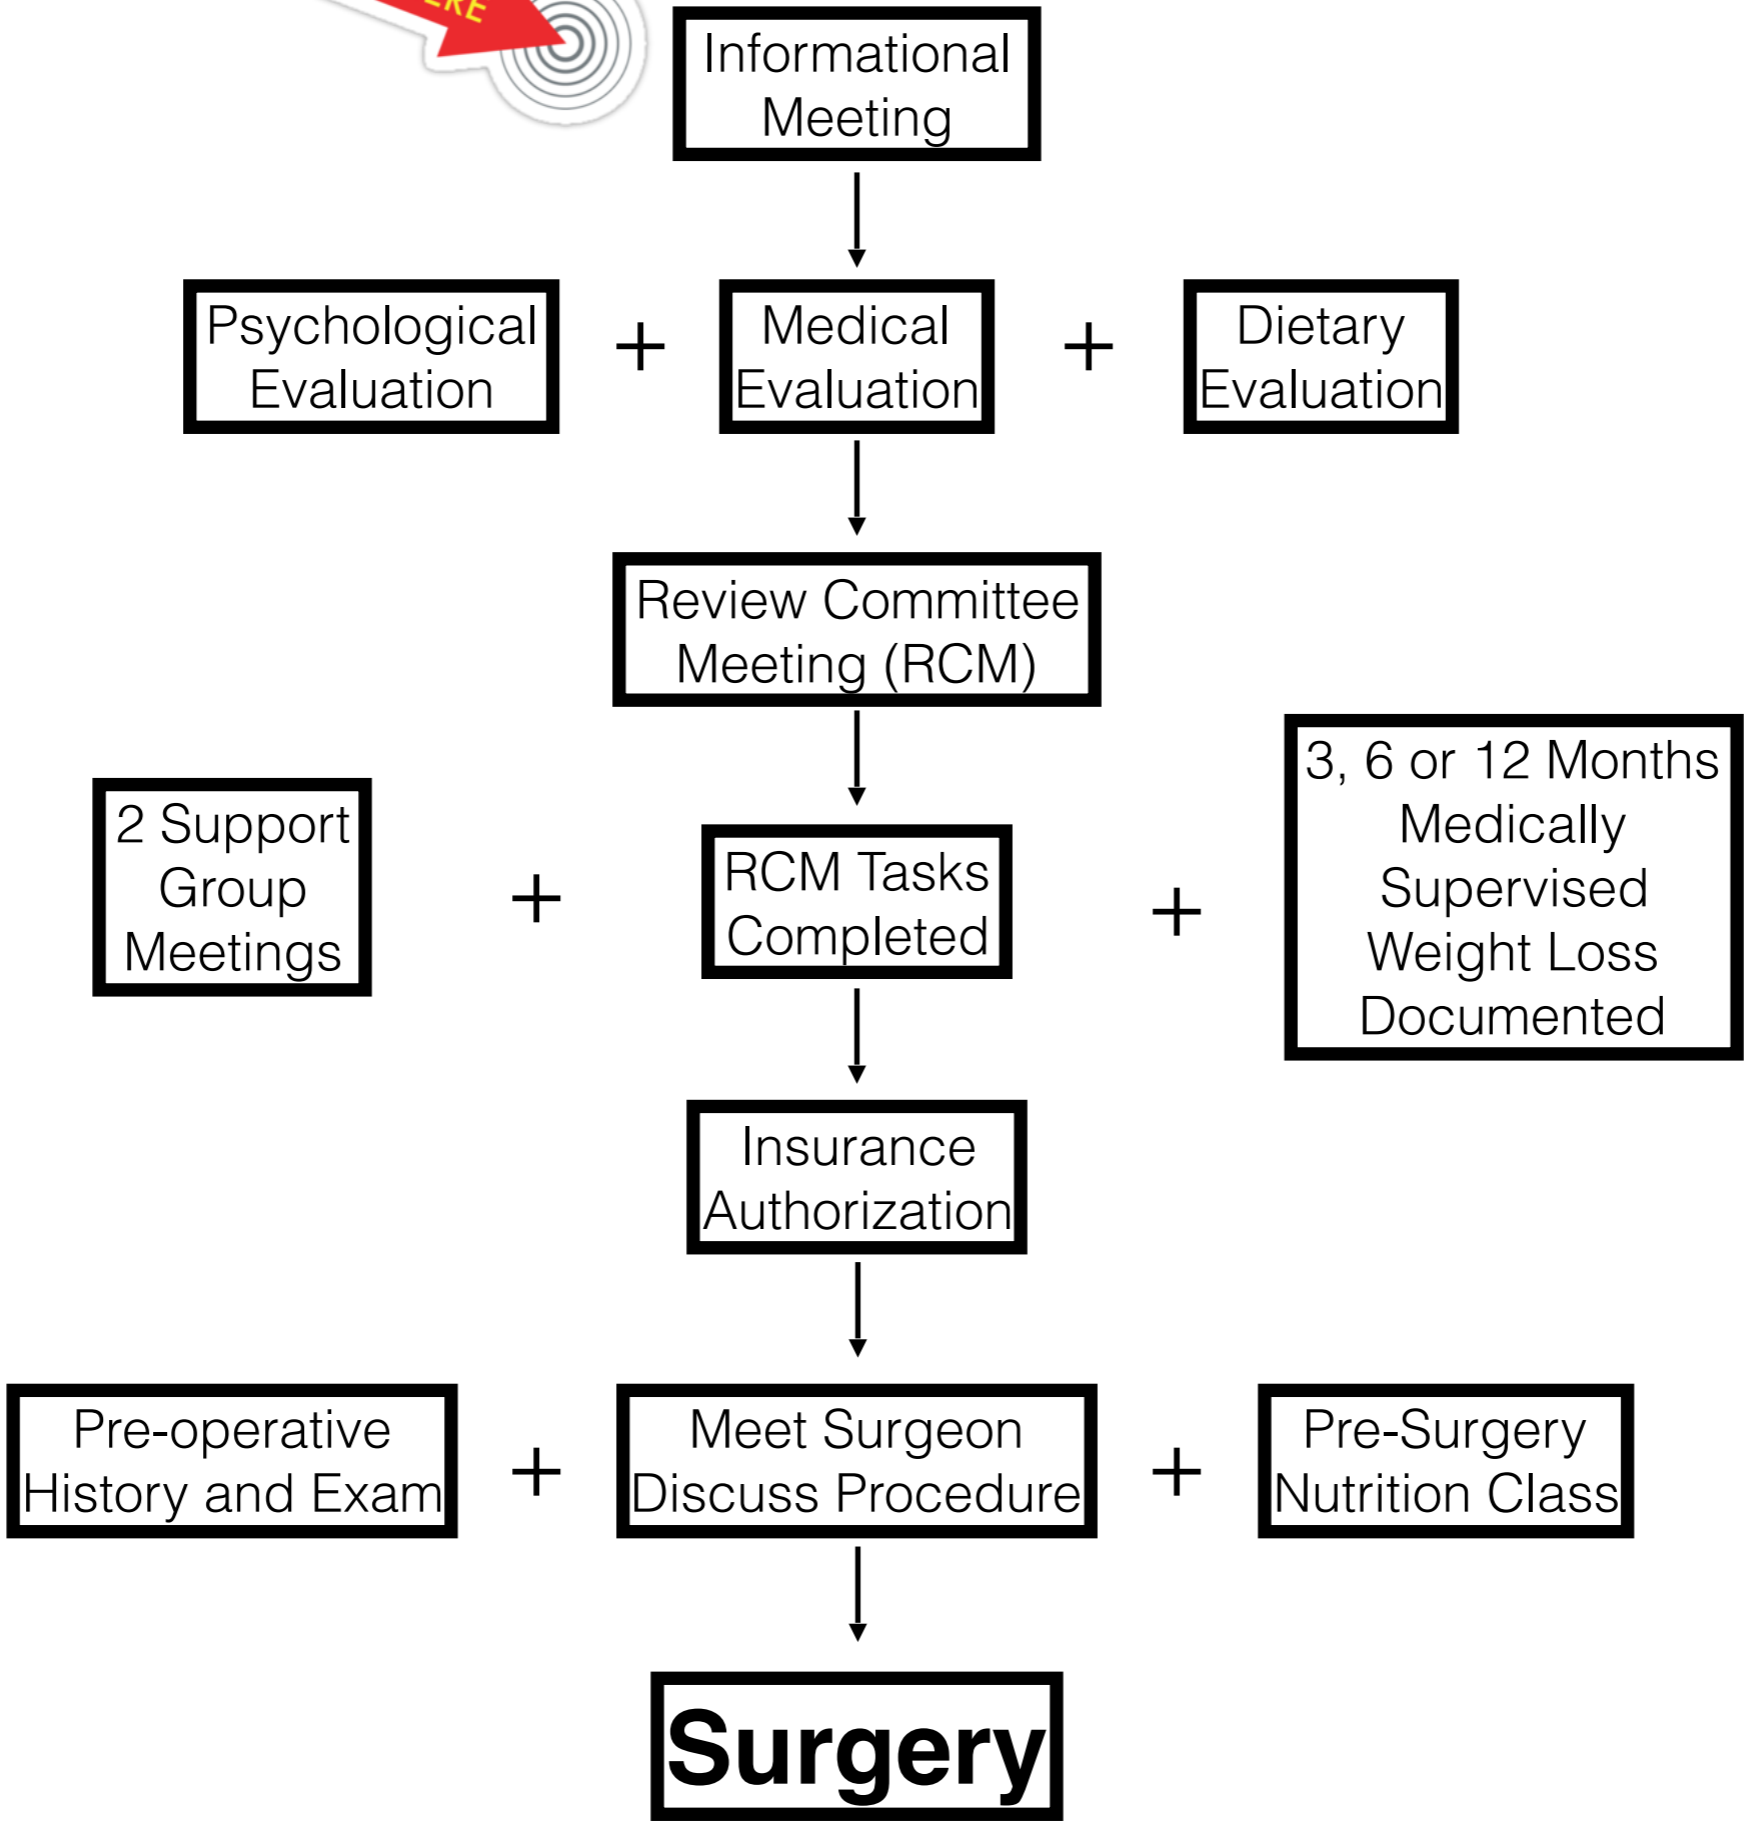 Informational
Meeting
Psychological
Evaluation
+
Medical
Evaluation
+
Dietary
Evaluation
Review Committee
Meeting (RCM)
2 Support
Group
Meetings
+
RCM Tasks
Completed
+
3, 6 or 12 Months
Medically
Supervised
Weight Loss
Documented
Insurance
Authorization
Pre-operative
History and Exam
+
Meet Surgeon
Discuss Procedure
+
Pre-Surgery
Nutrition Class
Surgery